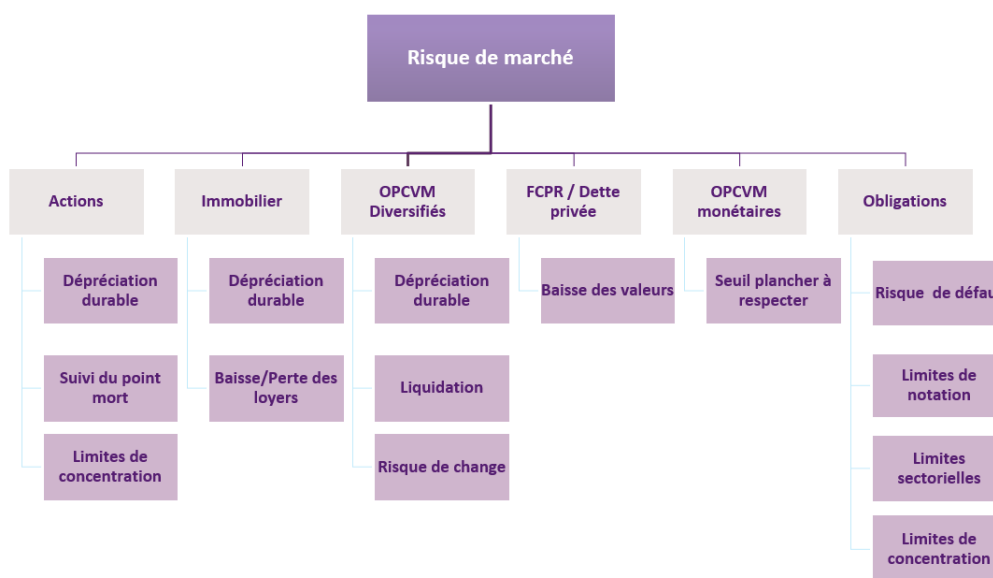 Risque de marché
Actions
Immobilier
OPCVM
Diversifiés
FCPR / Dette
privée
OPCVM
monétaires
Obligations
Dépréciation
durable
Suivi du point
mort
Limites de
concentration
Dépréciation
durable
Baisse/Perte des
loyers
Dépréciation
durable
Liquidation
Risque de change
Baisse des valeurs
Seuil plancher à
respecter
Risque de défau
Limites de
notation
Limites
sectorielles
Limites de
concentration